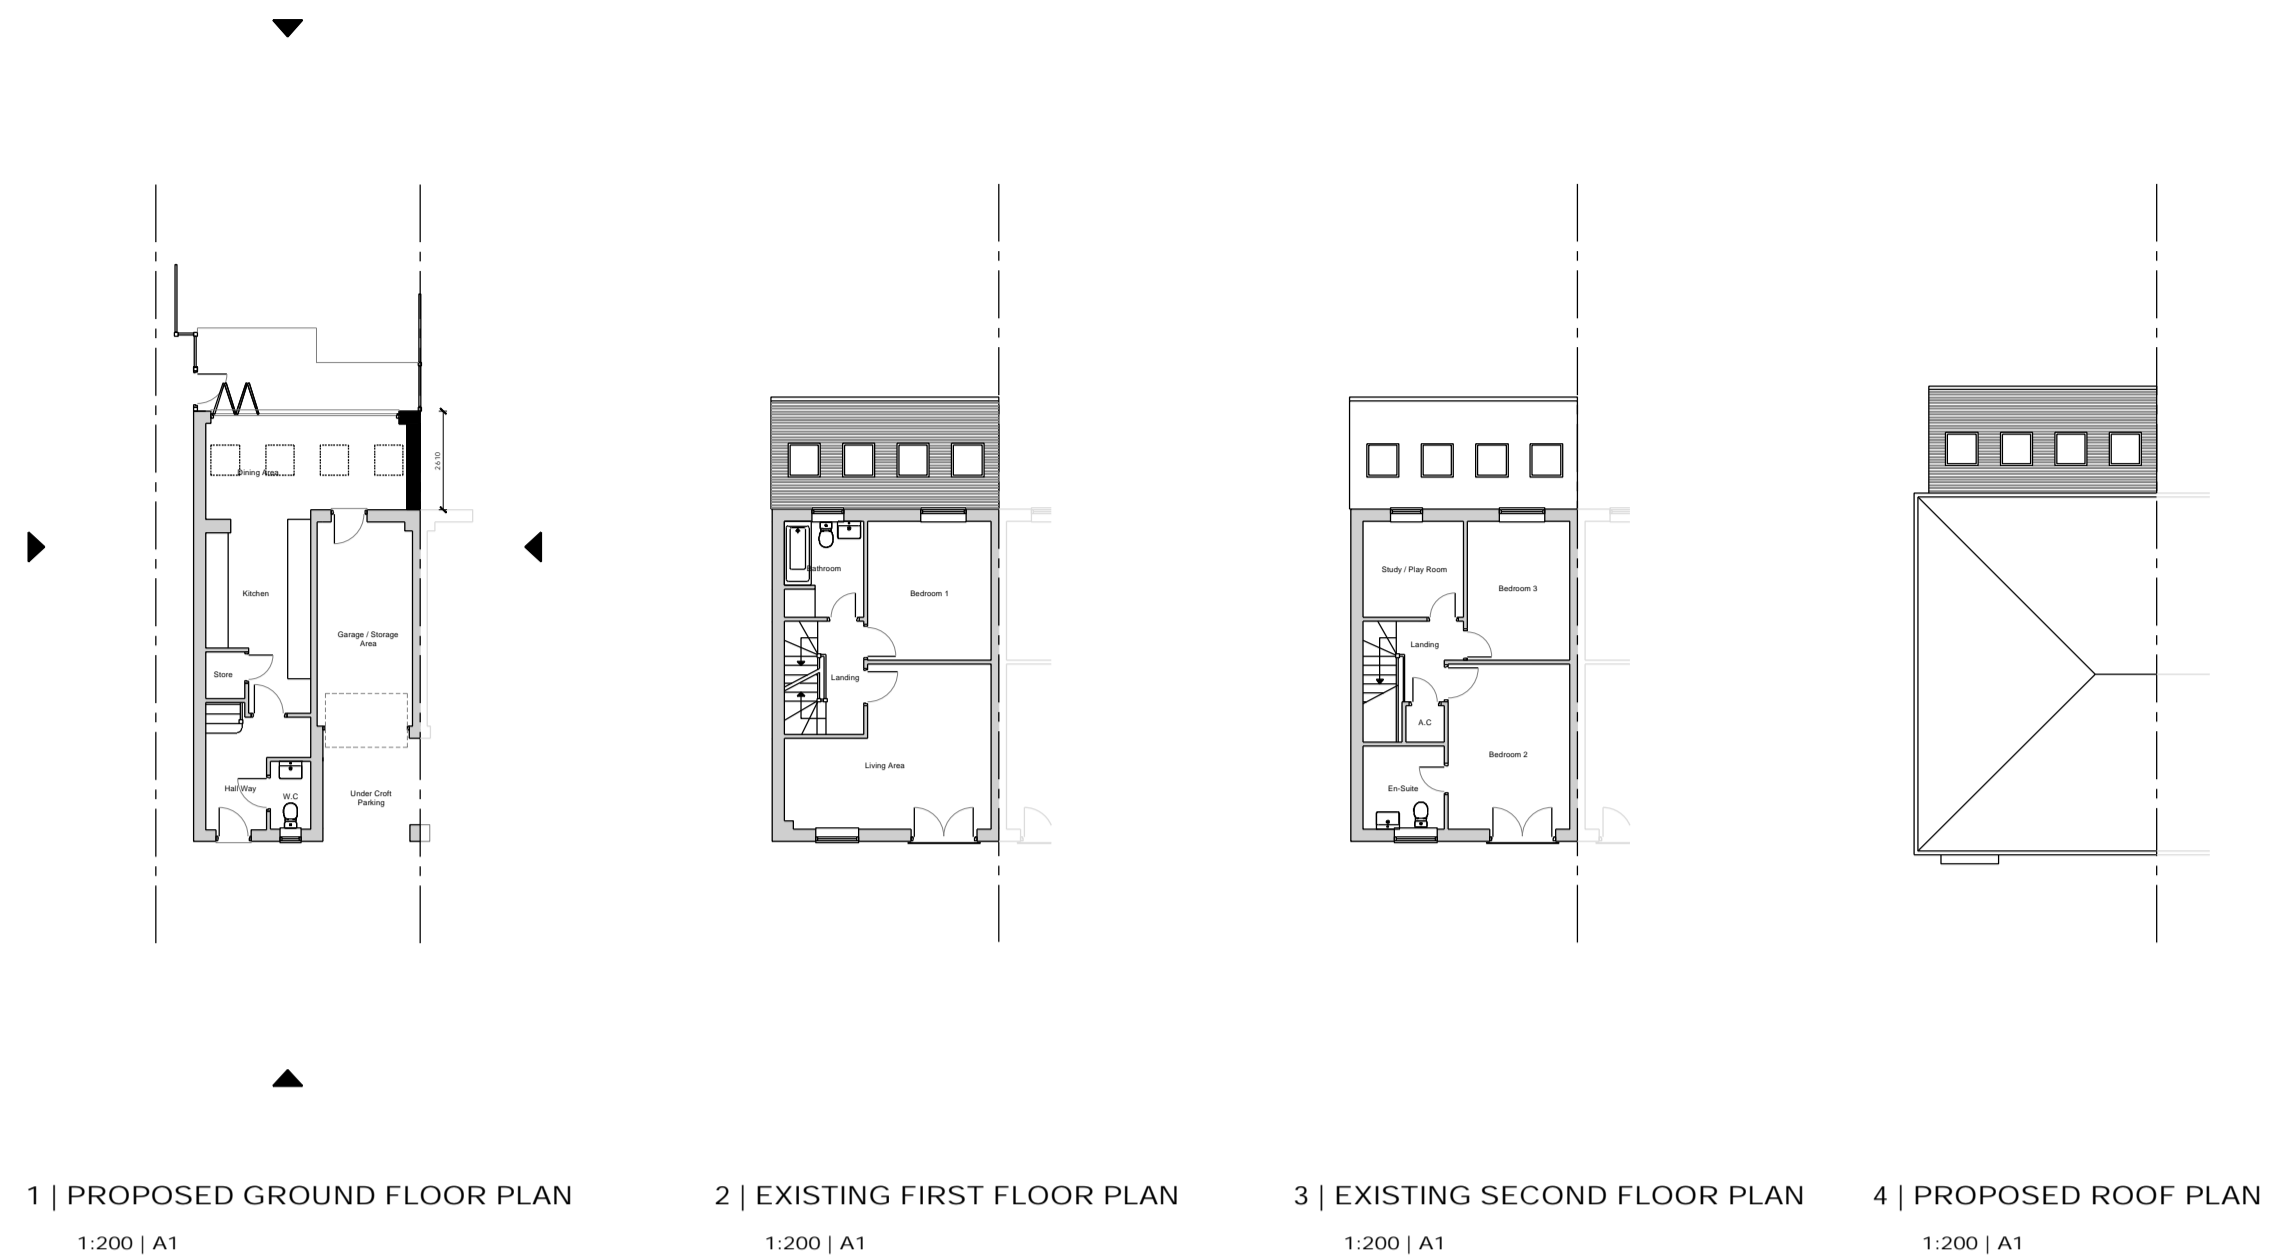 2610
Dining Area
Kitchen
Garage / Storage
Area
Store
Hall Way
W.C
Under Croft
Parking
Bathroom
Bedroom 1
Landing
Living Area
Study / Play Room
Bedroom 3
Landing
A.C
Bedroom 2
En-Suite
1 | PROPOSED GROUND FLOOR PLAN
1:200 | A1
2 | EXISTING FIRST FLOOR PLAN
1:200 | A1
3 | EXISTING SECOND FLOOR PLAN
1:200 | A1
4 | PROPOSED ROOF PLAN
1:200 | A1